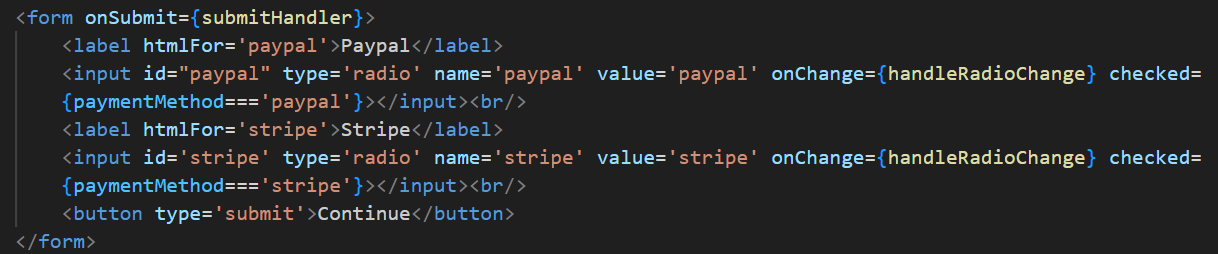 <form onSubmit={submitHandler}>
<label htmlFor='paypal'>Paypal</label>
<input id="paypal" type='radio' name='paypal' value='paypal' onChange={handleRadioChange} checked=
{paymentMethod==='paypal'}></input><br/>
<label htmlFor='stripe'>Stripe</label>
<input id='stripe' type='radio' name='stripe' value='stripe' onChange={handleRadioChange} checked=
{paymentMethod==='stripe'}></input><br/>
<button type='submit'>Continue</button>
</form>